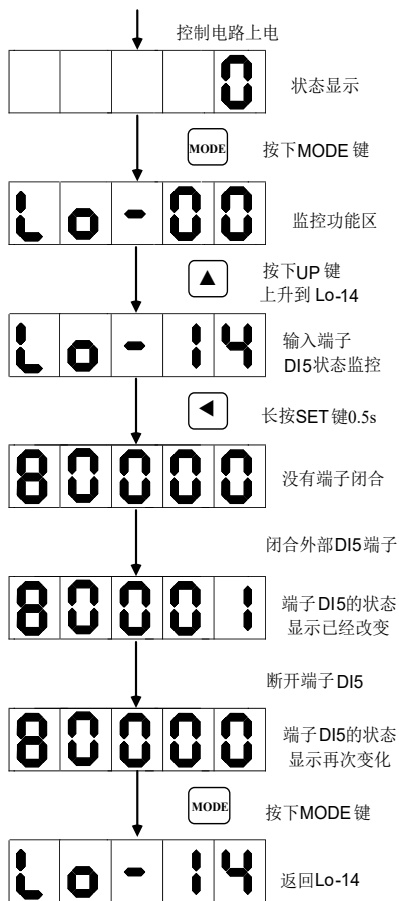 控制电路上电
0
状态显示
MODE
按下MODE 键
Lo-00
监控功能区
按下UP 键
上升到 Lo-14
Lo-14
输入端子
DI5状态监控
长按SET 键0.5s
80000
没有端子闭合
闭合外部DI5端子
80001
端子DI5的状态
显示已经改变
断开端子DI5
80000
端子DI5的状态
显示再次变化
MODE
按下MODE 键
Lo-14
返回Lo-14